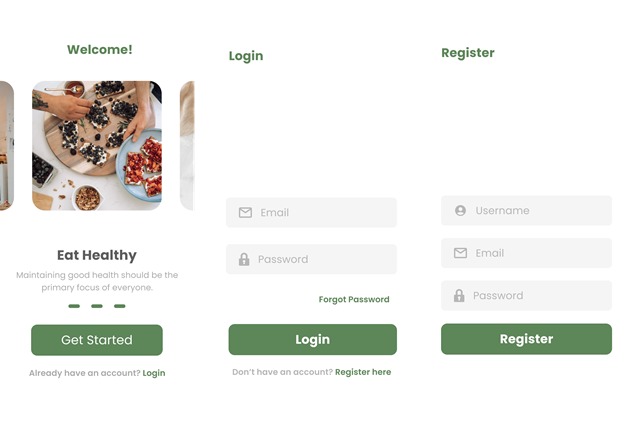 Welcome!
Eat Healthy
Maintaining good health should be the
primary focus of everyone.
Get Started
Already have an account? Login
Login
Email
Password
Forgot Password
Login
Don't have an account? Register here
Register
Username
Email
Password
Register